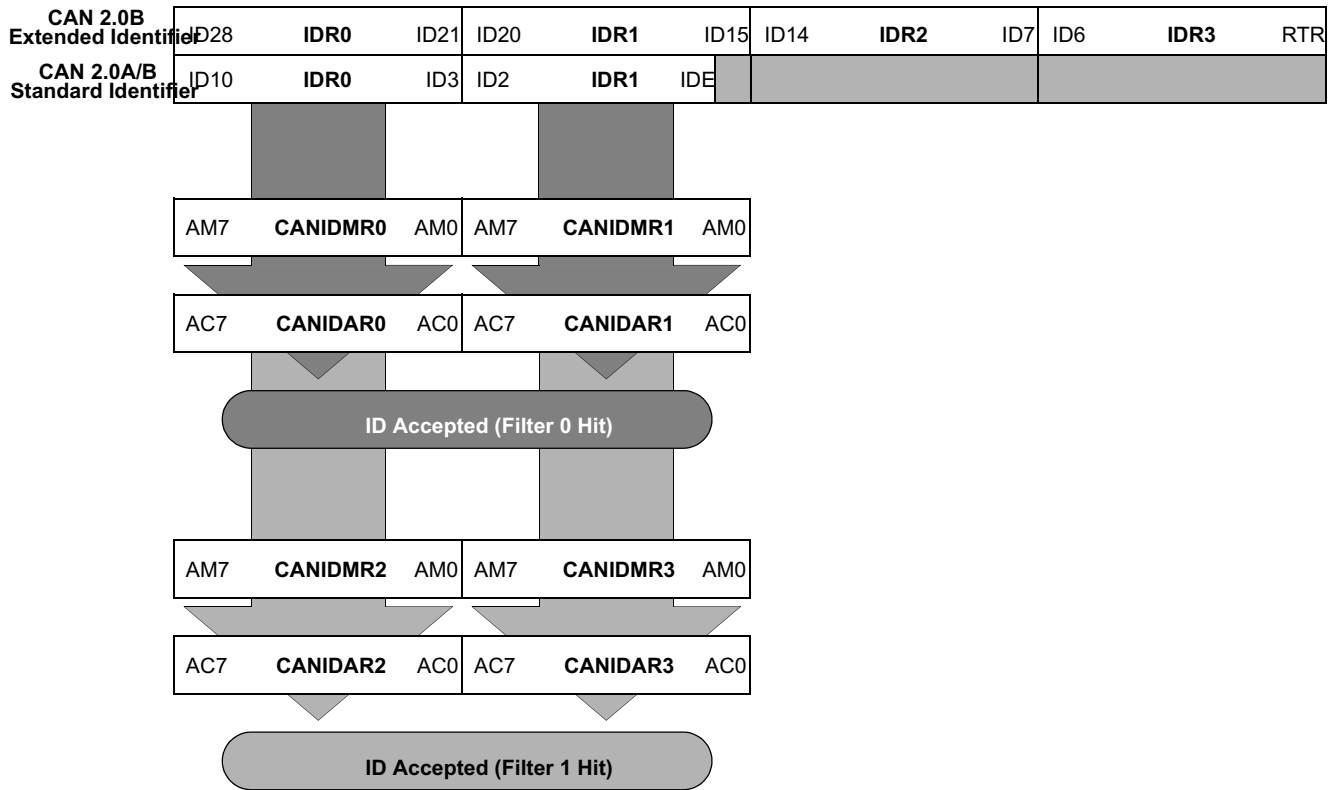 CAN 2.0B
Extended Identifier ID28 IDR0 ID21 ID20 IDR1 ID15 ID14 IDR2 ID7 ID6 IDR3 RTR
CAN 2.0A/B
Standard Identifier ID10 IDR0 ID3 ID2 IDR1 IDE
AM7 CANIDMR0 AM0 AM7 CANIDMR1 AM0
AC7 CANIDAR0 AC0 AC7 CANIDAR1 AC0
ID Accepted (Filter 0 Hit)
AM7 CANIDMR2 AM0 AM7 CANIDMR3 AM0
AC7 CANIDAR2 AC0 AC7 CANIDAR3 AC0
ID Accepted (Filter 1 Hit)